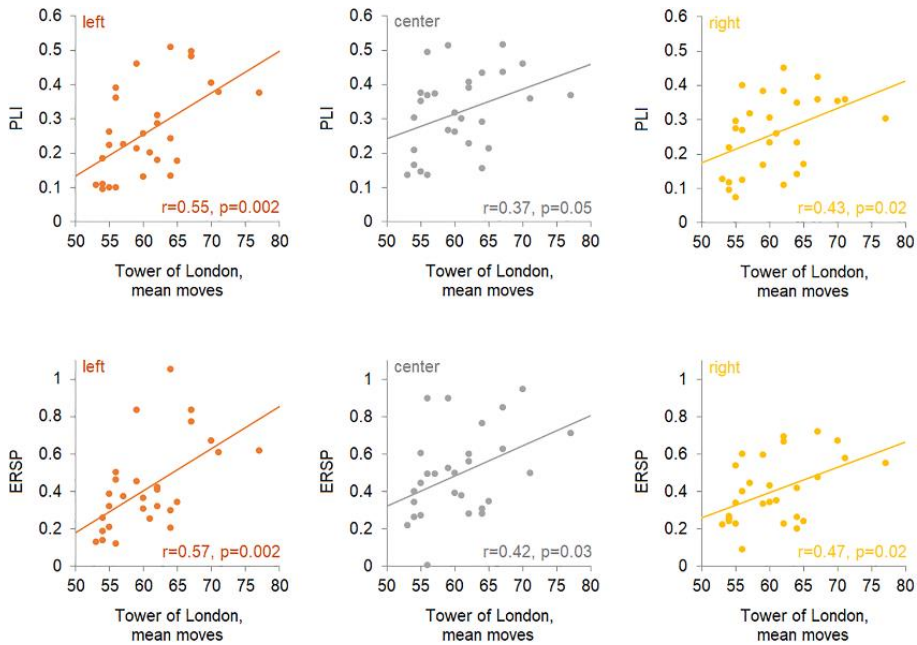 left
PLI
0.6
0.5
0.4
0.3
0.2
0.1
0
r=0.55, p=0.002
50 55 60 65 70 75 80
Tower of London,
mean moves
center
PLI
0.6
0.5
0.4
0.3
0.2
0.1
0
r=0.37, p=0.05
50 55 60 65 70 75 80
Tower of London,
mean moves
right
PLI
0.6
0.5
0.4
0.3
0.2
0.1
0
r=0.43, p=0.02
50 55 60 65 70 75 80
Tower of London,
mean moves
left
ERSP
1
0.8
0.6
0.4
0.2
0
r=0.57, p=0.002
50 55 60 65 70 75 80
Tower of London,
mean moves
center
ERSP
1
0.8
0.6
0.4
0.2
0
r=0.42, p=0.03
50 55 60 65 70 75 80
Tower of London,
mean moves
right
ERSP
1
0.8
0.6
0.4
0.2
0
r=0.47, p=0.02
50 55 60 65 70 75 80
Tower of London,
mean moves